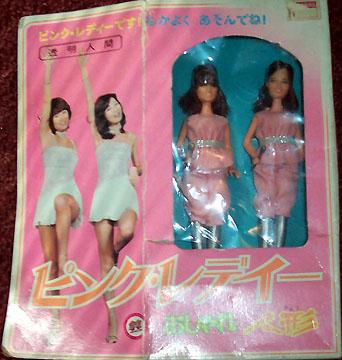 ピンク・レディーです!なかよく あそんでね!
透明人間
ピンク・レディー
おしゃれ人形